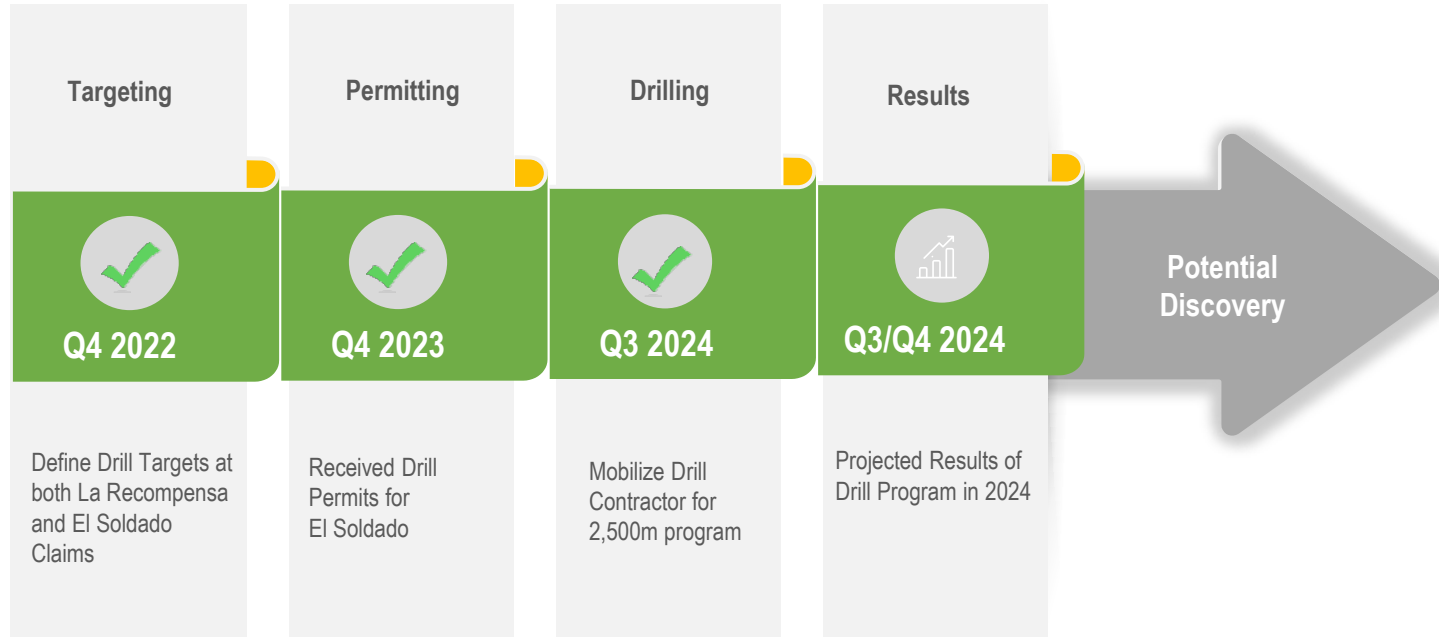 Targeting
Permitting
Drilling
Results
Q4 2022
Q4 2023
Q3 2024
Q3/Q4 2024
Potential
Discovery
Define Drill Targets at
both La Recompensa
and El Soldado
Claims
Received Drill
Permits for
El Soldado
Mobilize Drill
Contractor for
2,500m program
Projected Results of
Drill Program in 2024